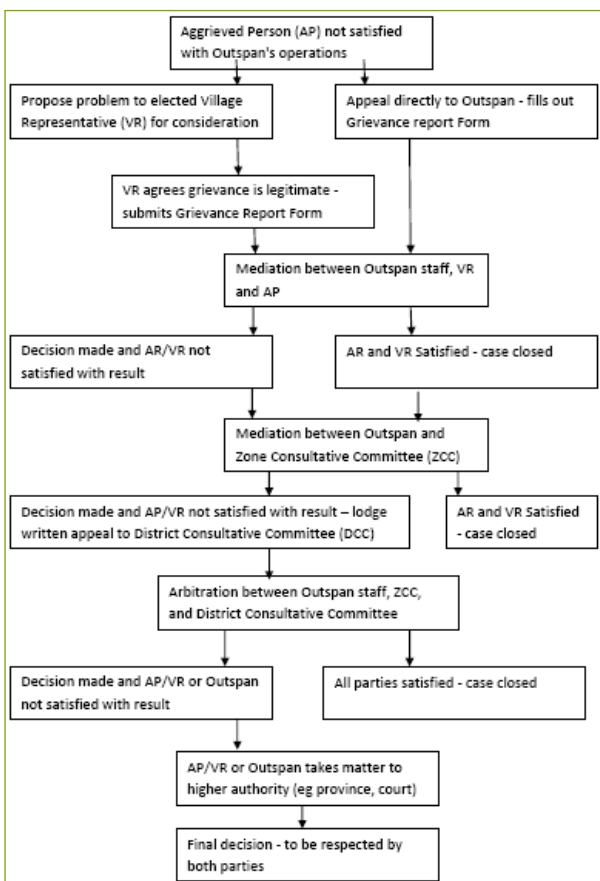 Aggrieved Person (AP) not satisfied
with Outspan's operations
Propose problem to elected Village
Representative (VR) for consideration
Appeal directly to Outspan - fills out
Grievance report Form
VR agrees grievance is legitimate -
submits Grievance Report Form
Mediation between Outspan staff, VR
and AP
Decision made and AR/VR not
satisfied with result
AR and VR Satisfied - case closed
Mediation between Outspan and
Zone Consultative Committee (ZCC)
Decision made and AP/VR not satisfied with result – lodge
written appeal to District Consultative Committee (DCC)
AR and VR Satisfied
- case closed
Arbitration between Outspan staff, ZCC,
and District Consultative Committee
Decision made and AP/VR or Outspan
not satisfied with result
All parties satisfied - case closed
AP/VR or Outspan takes matter to
higher authority (eg province, court)
Final decision - to be respected by
both parties